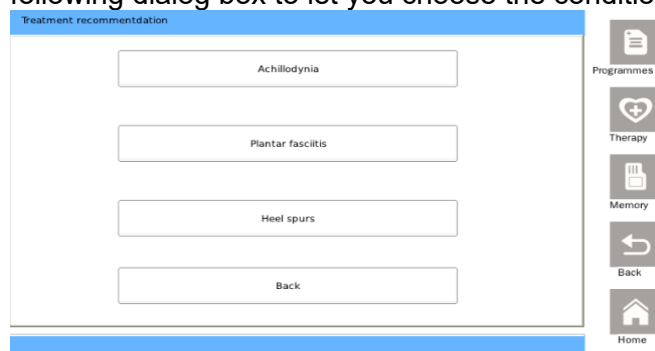 following dialog box to let you choose the conditio
Treatment recommentdation
Achillodynia
Plantar fasciitis
Heel spurs
Back
Programmes
Therapy
Memory
Back
Home